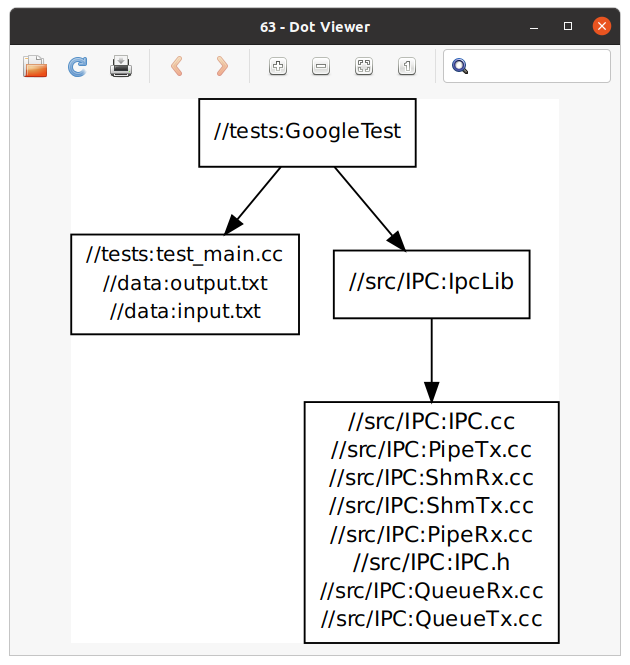 63 - Dot Viewer
1
//tests:GoogleTest
//tests:test_main.cc
//data:output.txt
//data:input.txt
//src/IPC:IpcLib
//src/IPC:IPC.cc
//src/IPC:PipeTx.cc
//src/IPC:ShmRx.cc
//src/IPC:ShmTx.cc
//src/IPC:PipeRx.cc
//src/IPC:IPC.h
//src/IPC:QueueRx.cc
//src/IPC:QueueTx.cc